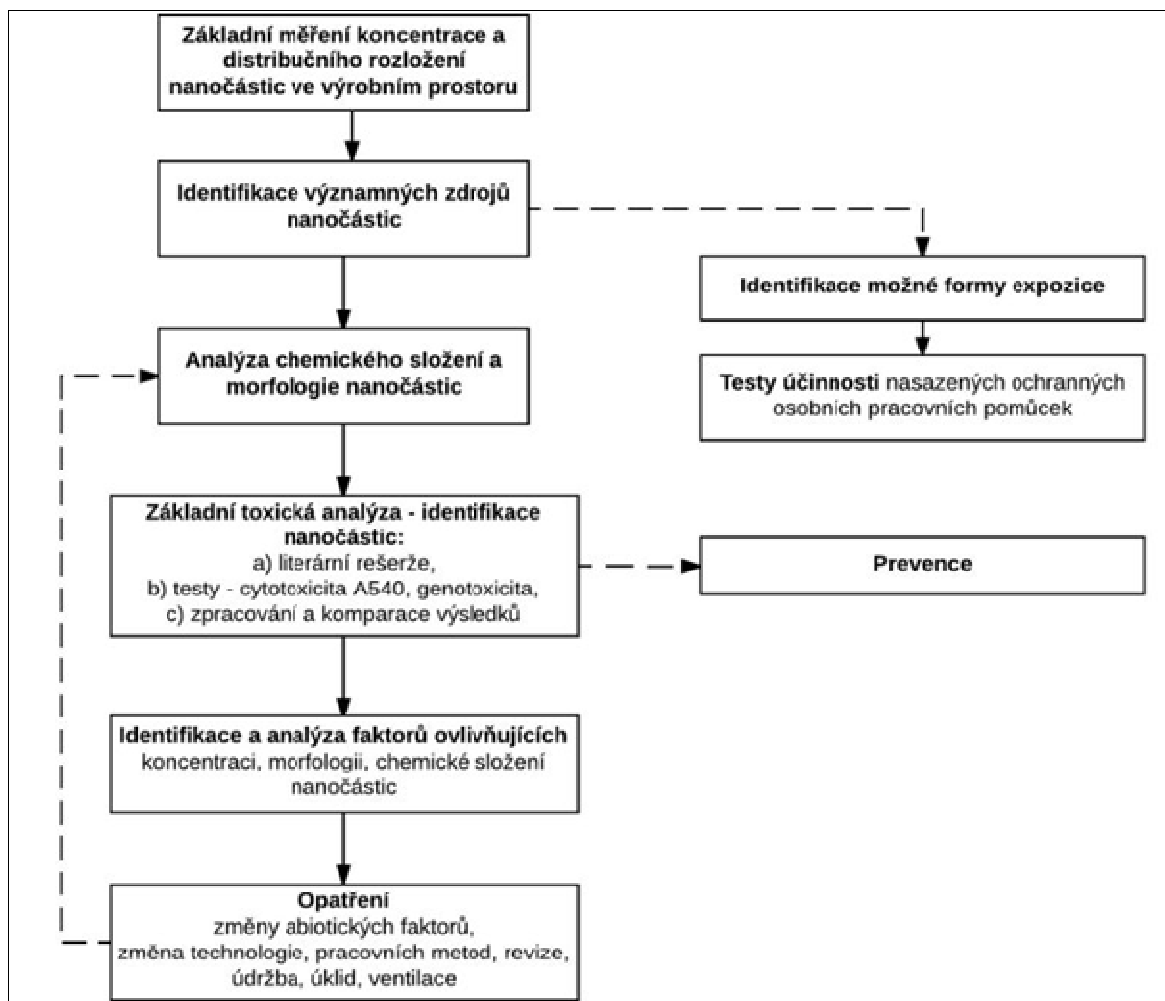 Základní měření koncentrace a
distribučního rozložení
nanočástic ve výrobním prostoru
Identifikace významných zdrojů
nanočástic
Identifikace možné formy expozice
Analýza chemického složení a
morfologie nanočástic
Testy účinnosti nasazených ochranných
osobních pracovních pomůcek
Základní toxická analýza - identifikace
nanočástic:
a) literární rešerže,
b) testy - cytotoxicita A540, genotoxicita,
c) zpracování a komparace výsledků
Prevence
Identifikace a analýza faktorů ovlivňujících
koncentraci, morfologii, chemické složení
nanočástic
Opatření
změny abiotických faktorů,
změna technologie, pracovních metod, revize,
údržba, úklid, ventilace